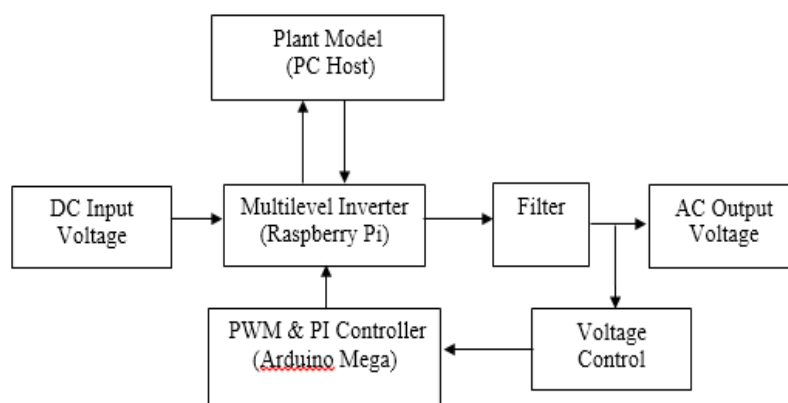 Plant Model
(PC Host)
DC Input
Voltage
Multilevel Inverter
(Raspberry Pi)
Filter
AC Output
Voltage
PWM & PI Controller
(Arduino Mega)
Voltage
Control